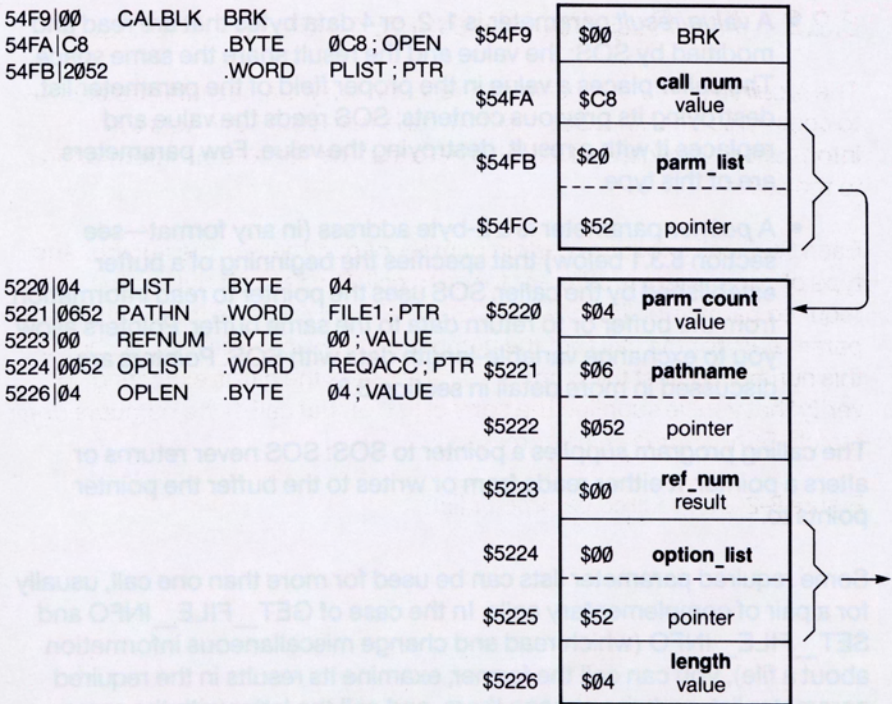 54F9|00 CALBLK BRK
54FA|C8 .BYTE 0C8 ; OPEN
54FB|2052 .WORD PLIST ; PTR
5220|04 PLIST .BYTE 04
5221|0652 PATHN .WORD FILE1 ; PTR
5223|00 REFNUM .BYTE 00 ; VALUE
5224|0052 OPLIST .WORD REQACC ; PTR
5226|04 OPLEN .BYTE 04 ; VALUE
$54F9 $00 BRK
call_num
$54FA $C8 value
$54FB $20 parm_list
$54FC $52 pointer
parm_count
$5220 $04 value
$5221 $06 pathname
$5222 $052 pointer
ref_num
$5223 $00 result
$5224 $00 option_list
$5225 $52 pointer
length
$5226 $04 value